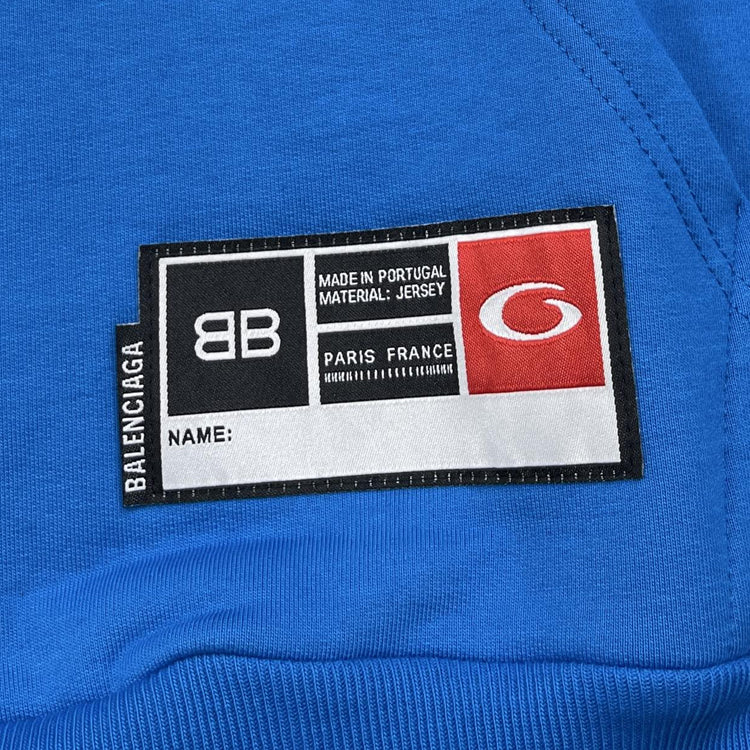 BALENCIAGA
BB
MADE IN PORTUGAL
MATERIAL: JERSEY
PARIS FRANCE
G
NAME: